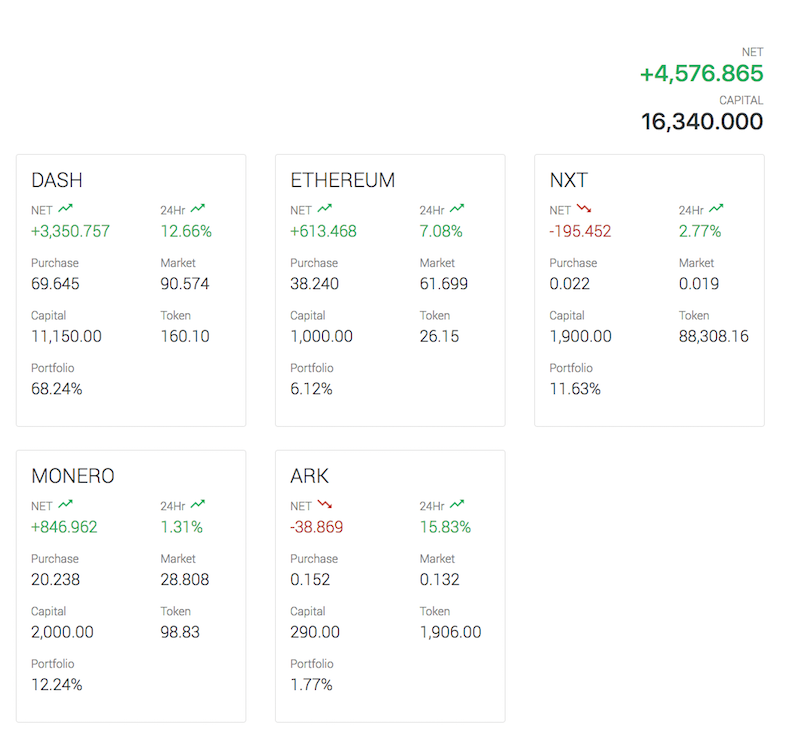 NET
+4,576.865
CAPITAL
16,340.000
DASH
NET 24Hr
+3,350.757 12.66%
Purchase Market
69.645 90.574
Capital Token
11,150.00 160.10
Portfolio
68.24%
ETHEREUM
NET 24Hr
+613.468 7.08%
Purchase Market
38.240 61.699
Capital Token
1,000.00 26.15
Portfolio
6.12%
NXT
NET 24Hr
-195.452 2.77%
Purchase Market
0.022 0.019
Capital Token
1,900.00 88,308.16
Portfolio
11.63%
MONERO
NET 24Hr
+846.962 1.31%
Purchase Market
20.238 28.808
Capital Token
2,000.00 98.83
Portfolio
12.24%
ARK
NET 24Hr
-38.869 15.83%
Purchase Market
0.152 0.132
Capital Token
290.00 1,906.00
Portfolio
1.77%